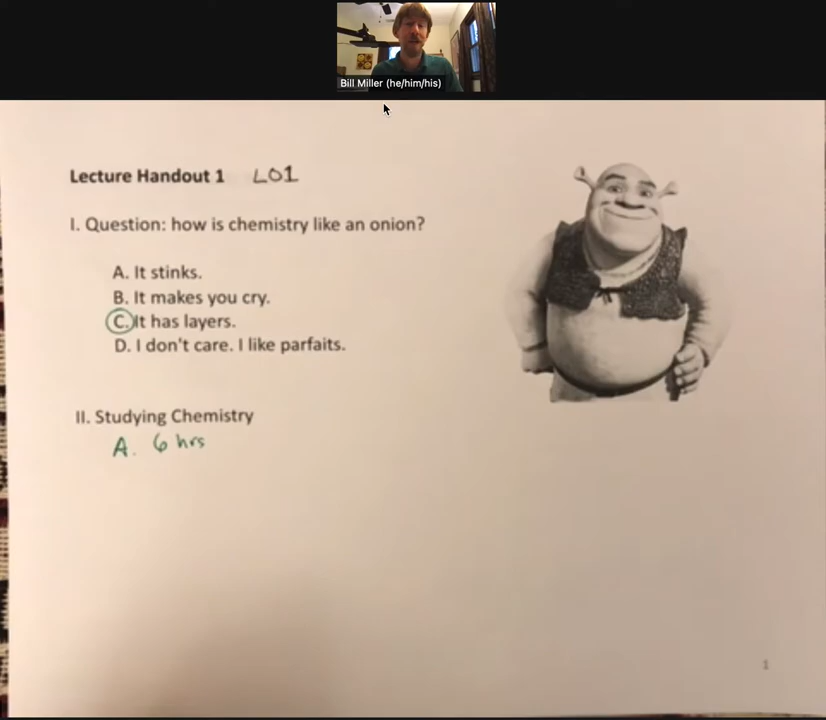 Bill Miller (he/him/his)
Lecture Handout 1 LO1
I. Question: how is chemistry like an onion?
A. It stinks.
B. It makes you cry.
C. It has layers.
D. I don't care. I like parfaits.
II. Studying Chemistry
A. 6 hrs
1